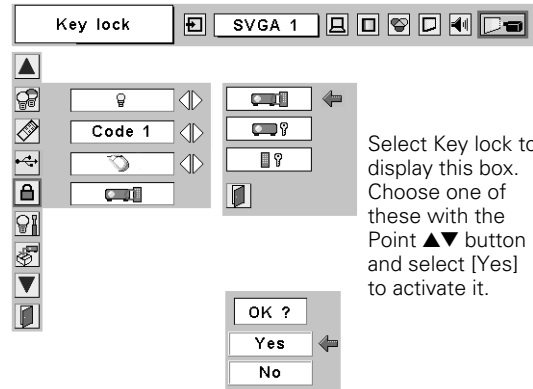 Key lock
SVGA 1
Code 1
Select Key lock to
display this box.
Choose one of
these with the
Point ▲▼ button
and select [Yes]
to activate it.
OK ?
Yes
No